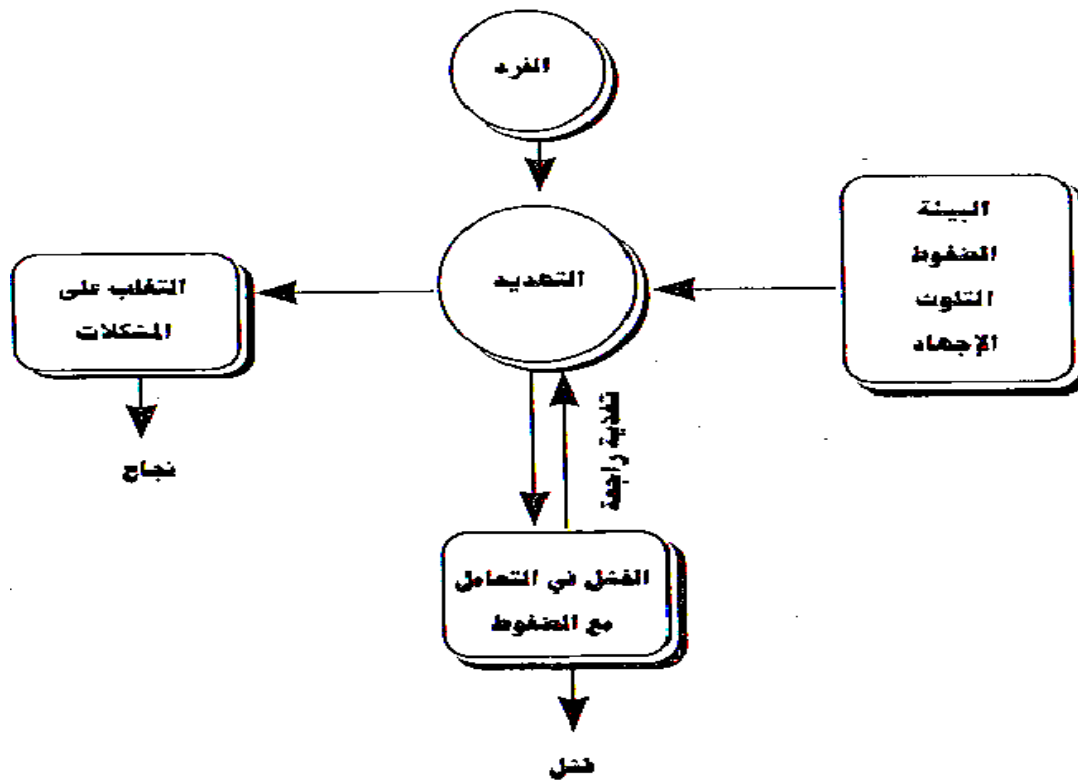 الفرد
البيئة
الضغوط
التلوث
الإجهاد
التهديد
التغلب على
المشكلات
نجاح
تغذية راجعة
الفشل في التعامل
مع الضغوط
فشل